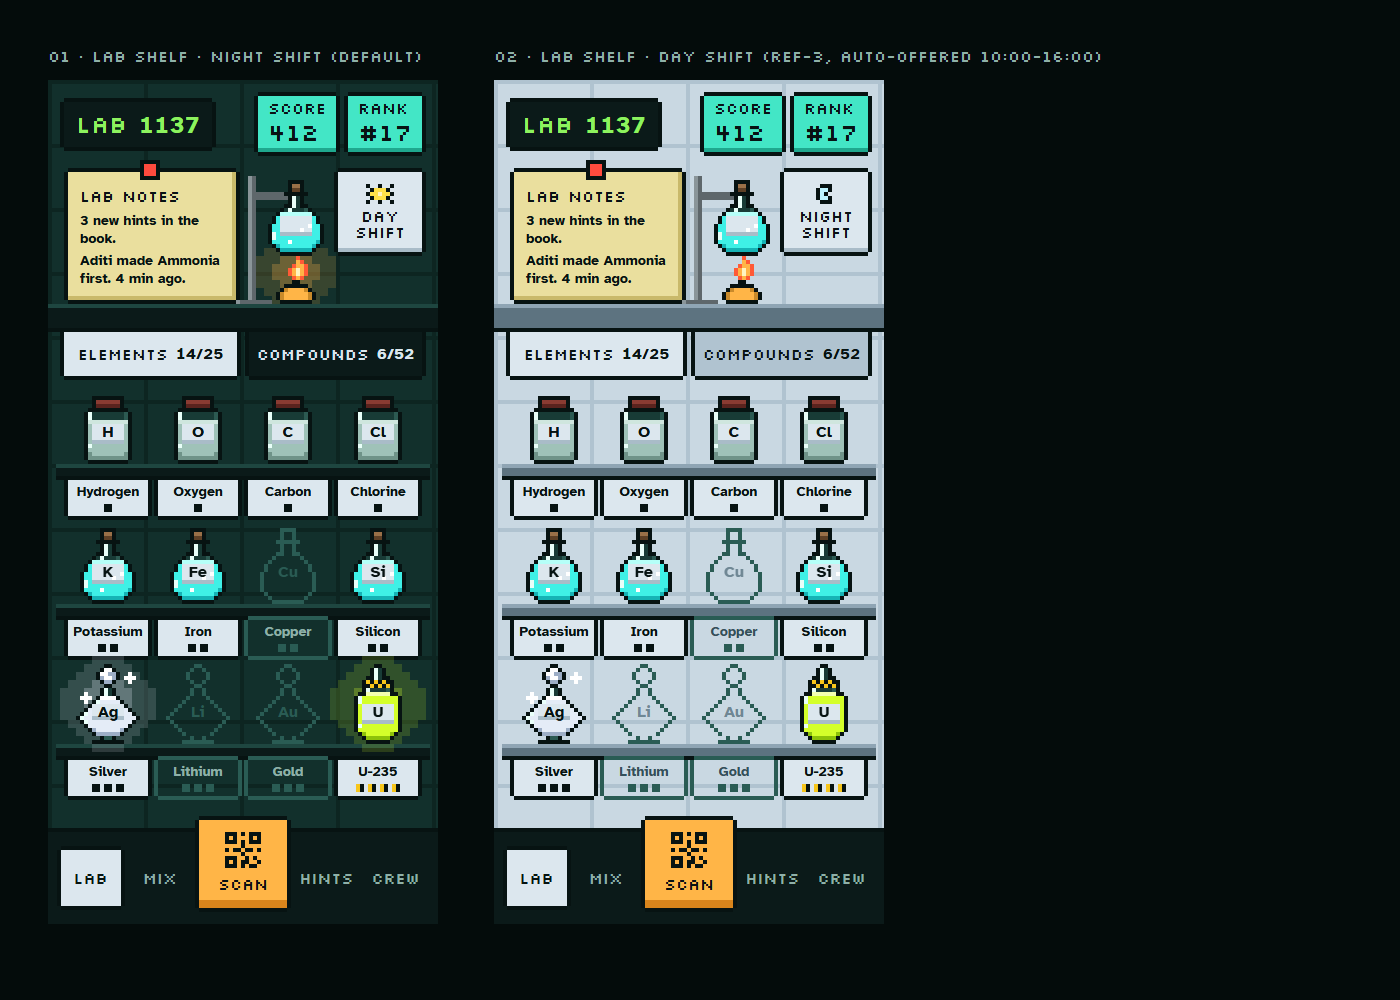 01 · LAB SHELF · NIGHT SHIFT (DEFAULT)
LAB 1137
SCORE
412
RANK
#17
LAB NOTES
3 new hints in the
book.
Aditi made Ammonia
first. 4 min ago.
DAY
SHIFT
ELEMENTS 14/25
COMPOUNDS 6/52
H
O
C
Cl
Hydrogen
Oxygen
Carbon
Chlorine
K
Fe
Cu
Si
Potassium
Iron
Copper
Silicon
Ag
Li
Au
U
Silver
Lithium
Gold
U-235
LAB
MIX
SCAN
HINTS
CREW
02 · LAB SHELF · DAY SHIFT (REF-3, AUTO-OFFERED 10:00-16:00)
LAB 1137
SCORE
412
RANK
#17
LAB NOTES
3 new hints in the
book.
Aditi made Ammonia
first. 4 min ago.
NIGHT
SHIFT
ELEMENTS 14/25
COMPOUNDS 6/52
H
O
C
Cl
Hydrogen
Oxygen
Carbon
Chlorine
K
Fe
Cu
Si
Potassium
Iron
Copper
Silicon
Ag
Li
Au
U
Silver
Lithium
Gold
U-235
LAB
MIX
SCAN
HINTS
CREW